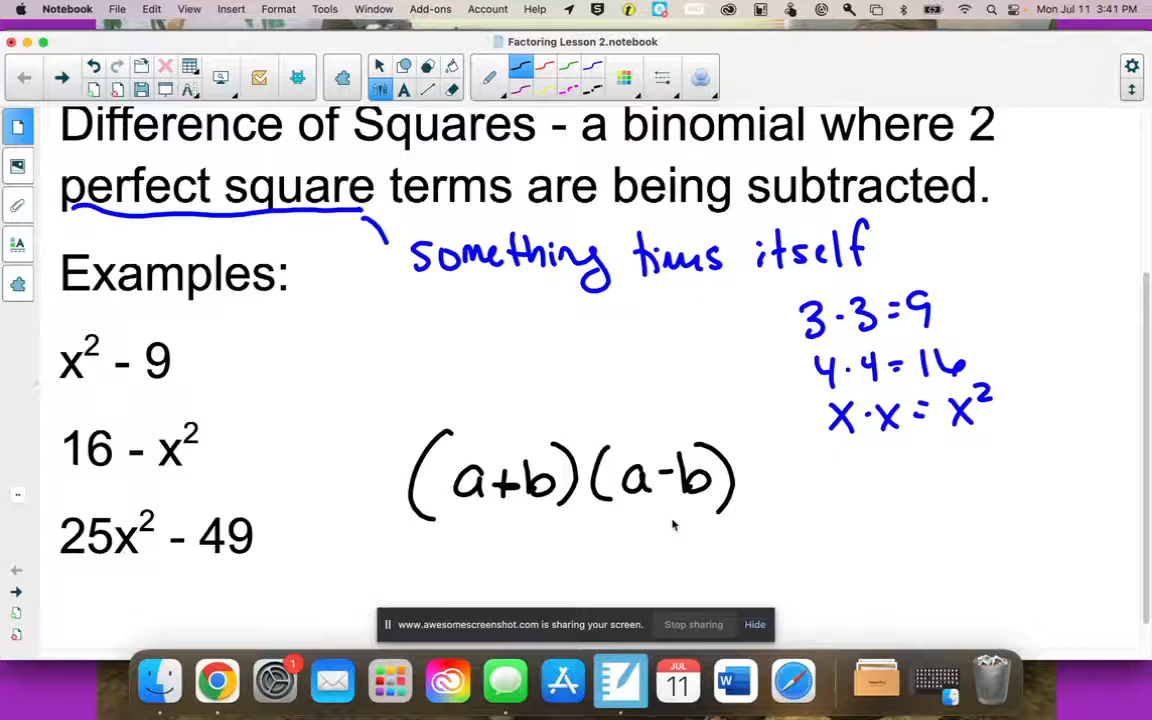 Notebook File Edit View Insert Format Tools Window Add-ons Account Help Mon Jul 11 3:41 PM
Factoring Lesson 2.notebook
Difference of Squares - a binomial where 2
perfect square terms are being subtracted.
something times itself
Examples:
3·3=9
x² - 9
4·4=16
x·x=x²
16 - x²
(a+b)(a-b)
25x² - 49
www.awesomescreenshot.com is sharing your screen. Stop sharing Hide
1
JUL
11
W